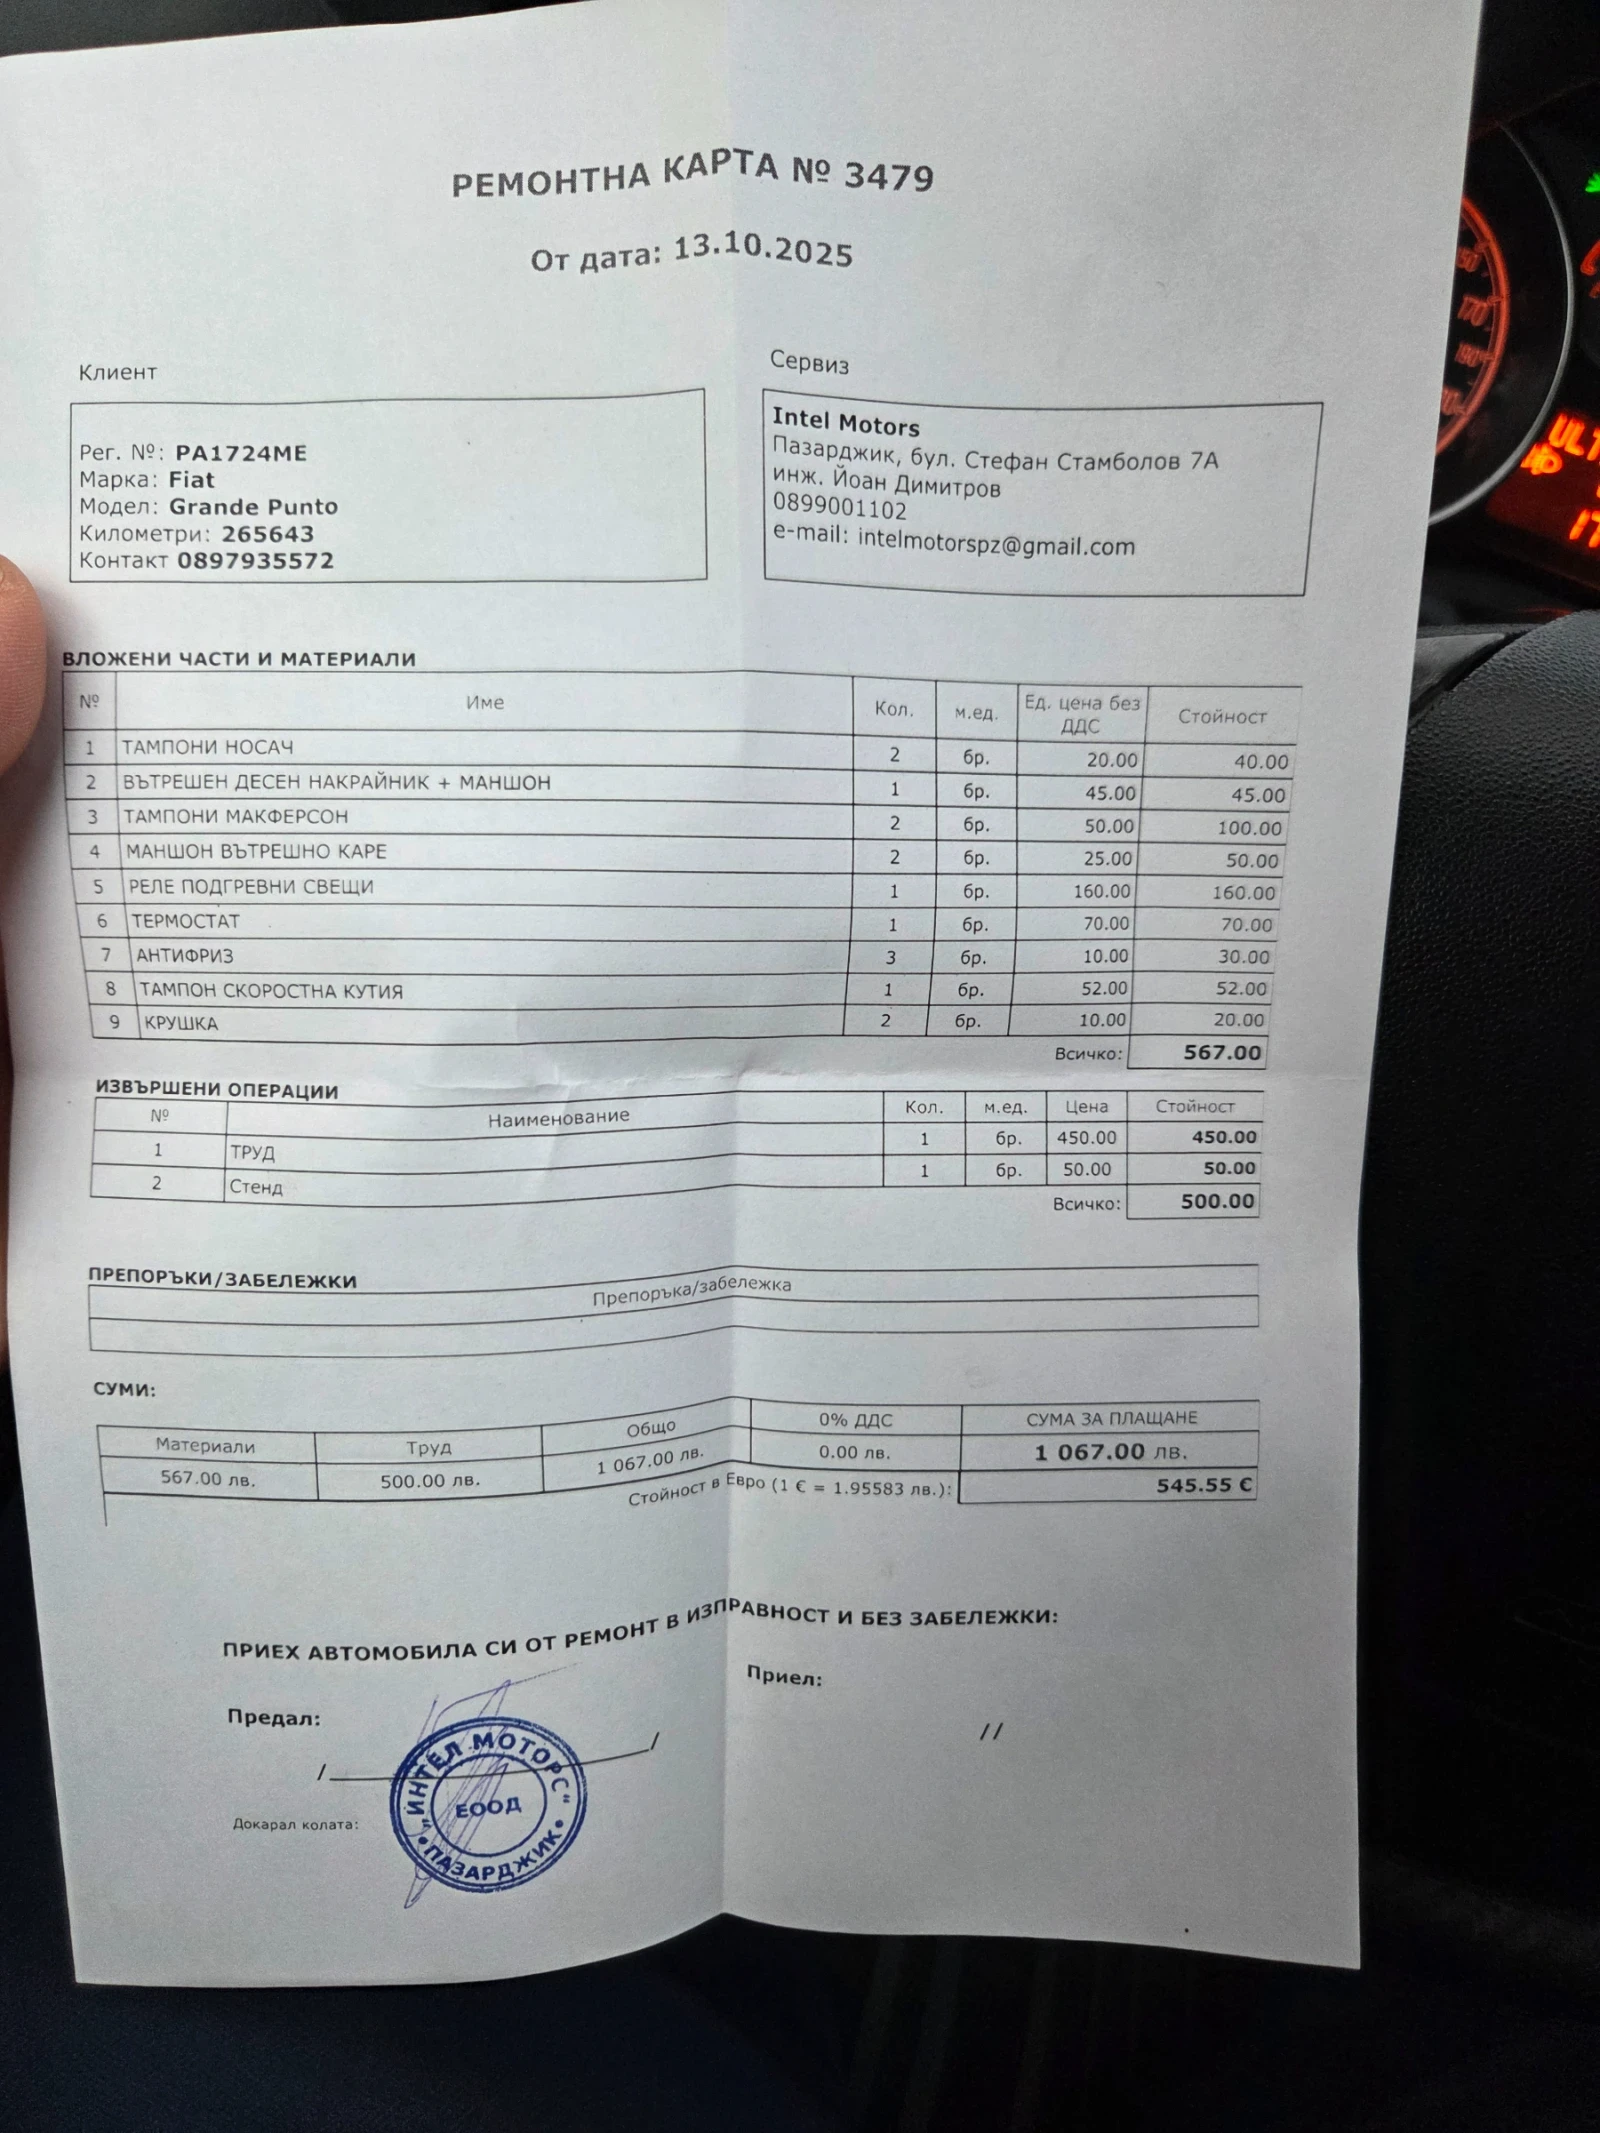 РЕМОНТНА КАРТА № 3479
От дата: 13.10.2025
Клиент
Рег. №: PA1724ME
Марка: Fiat
Модел: Grande Punto
Километри: 265643
Контакт 0897935572
Сервиз
Intel Motors
Пазарджик, бул. Стефан Стамболов 7А
инж. Йоан Димитров
0899001102
e-mail: intelmotorspz@gmail.com
ВЛОЖЕНИ ЧАСТИ И МАТЕРИАЛИ
№ Име Кол. м.ед. Ед. цена без ДДС Стойност
1 ТАМПОНИ НОСАЧ 2 бр. 20.00 40.00
2 ВЪТРЕШЕН ДЕСЕН НАКРАЙНИК + МАНШОН 1 бр. 45.00 45.00
3 ТАМПОНИ МАКФЕРСОН 2 бр. 50.00 100.00
4 МАНШОН ВЪТРЕШНО КАРЕ 2 бр. 25.00 50.00
5 РЕЛЕ ПОДГРЕВНИ СВЕЩИ 1 бр. 160.00 160.00
6 ТЕРМОСТАТ 1 бр. 70.00 70.00
7 АНТИФРИЗ 3 бр. 10.00 30.00
8 ТАМПОН СКОРОСТНА КУТИЯ 1 бр. 52.00 52.00
9 КРУШКА 2 бр. 10.00 20.00
Всичко: 567.00
ИЗВЪРШЕНИ ОПЕРАЦИИ
№ Наименование Кол. м.ед. Цена Стойност
1 ТРУД 1 бр. 450.00 450.00
2 Стенд 1 бр. 50.00 50.00
Всичко: 500.00
ПРЕПОРЪКИ/ЗАБЕЛЕЖКИ
Препоръка/забележка
СУМИ:
Материали Труд Общо 0% ДДС СУМА ЗА ПЛАЩАНЕ
567.00 лв. 500.00 лв. 1 067.00 лв. 0.00 лв. 1 067.00 лв.
Стойност в Евро (1 € = 1.95583 лв.): 545.55 €
ПРИЕХ АВТОМОБИЛА СИ ОТ РЕМОНТ В ИЗПРАВНОСТ И БЕЗ ЗАБЕЛЕЖКИ:
Предал:
Приел:
/ /
//
Докарал колата:
"ИНТЕЛ МОТОРС"
ЕООД
• ПАЗАРДЖИК •
170
190